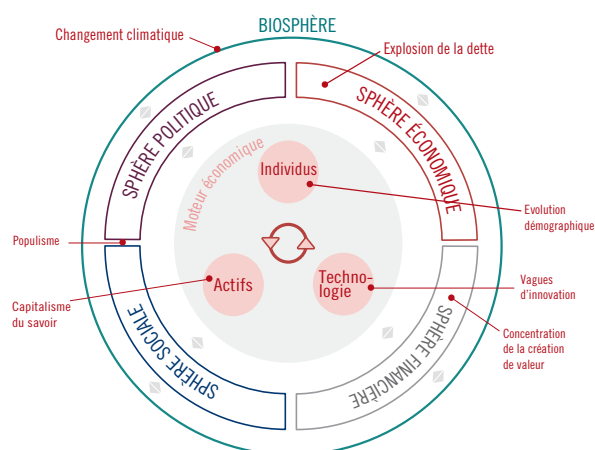 BIOSPHÈRE
Changement climatique
Explosion de la dette
SPHÈRE POLITIQUE
SPHÈRE ÉCONOMIQUE
Moteur économique
Individus
Evolution
démographique
Populisme
Actifs
Techno-
logie
Vagues
d'innovation
Capitalisme
du savoir
SPHÈRE SOCIALE
SPHÈRE FINANCIÈRE
Concentration
de la création
de valeur